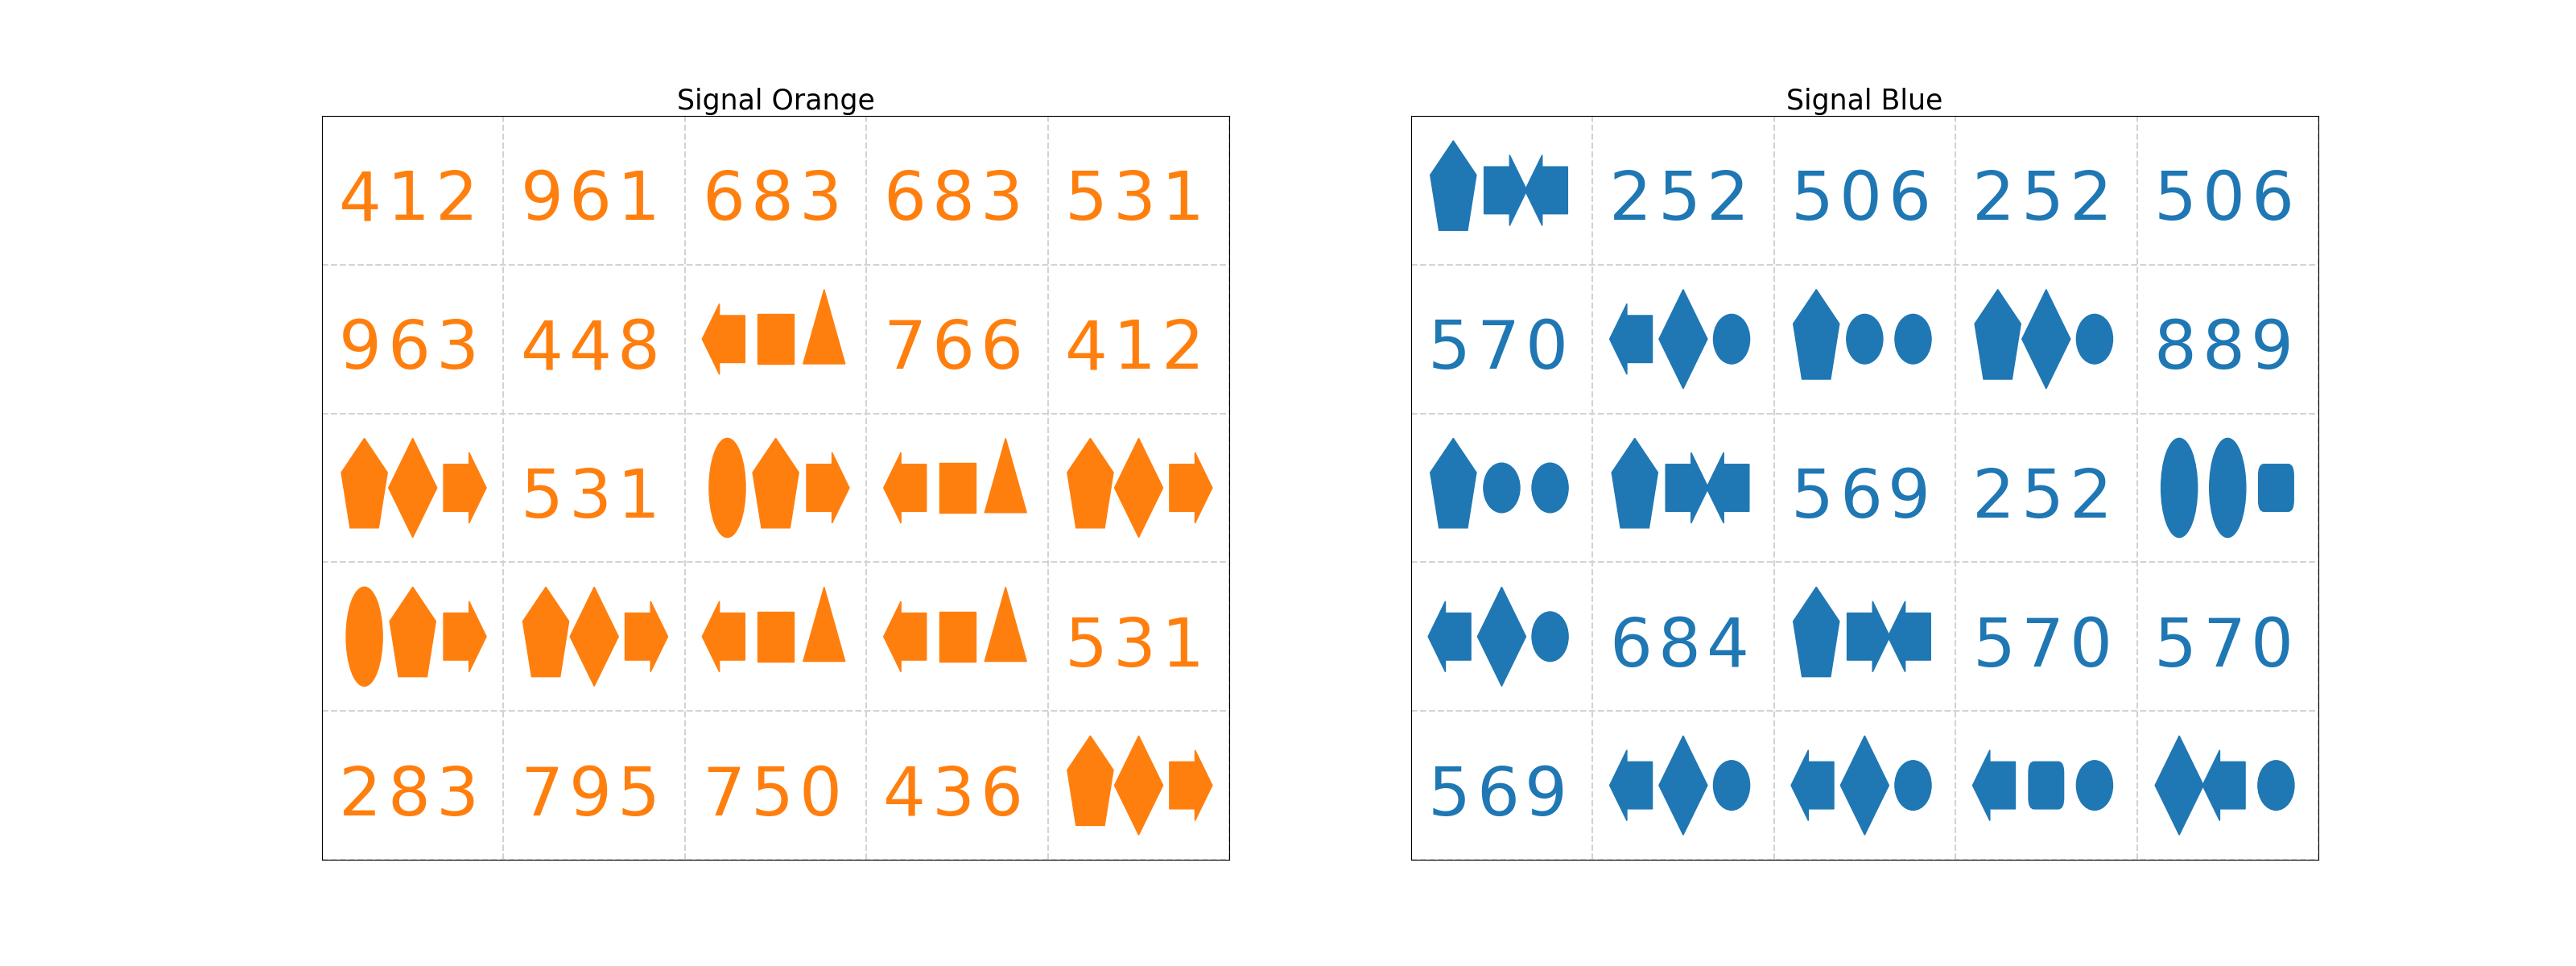 Signal Orange
412 961 683 683 531
963 448 766 412
531
531
283 795 750 436
Signal Blue
252 506 252 506
570 889
569 252
684 570 570
569